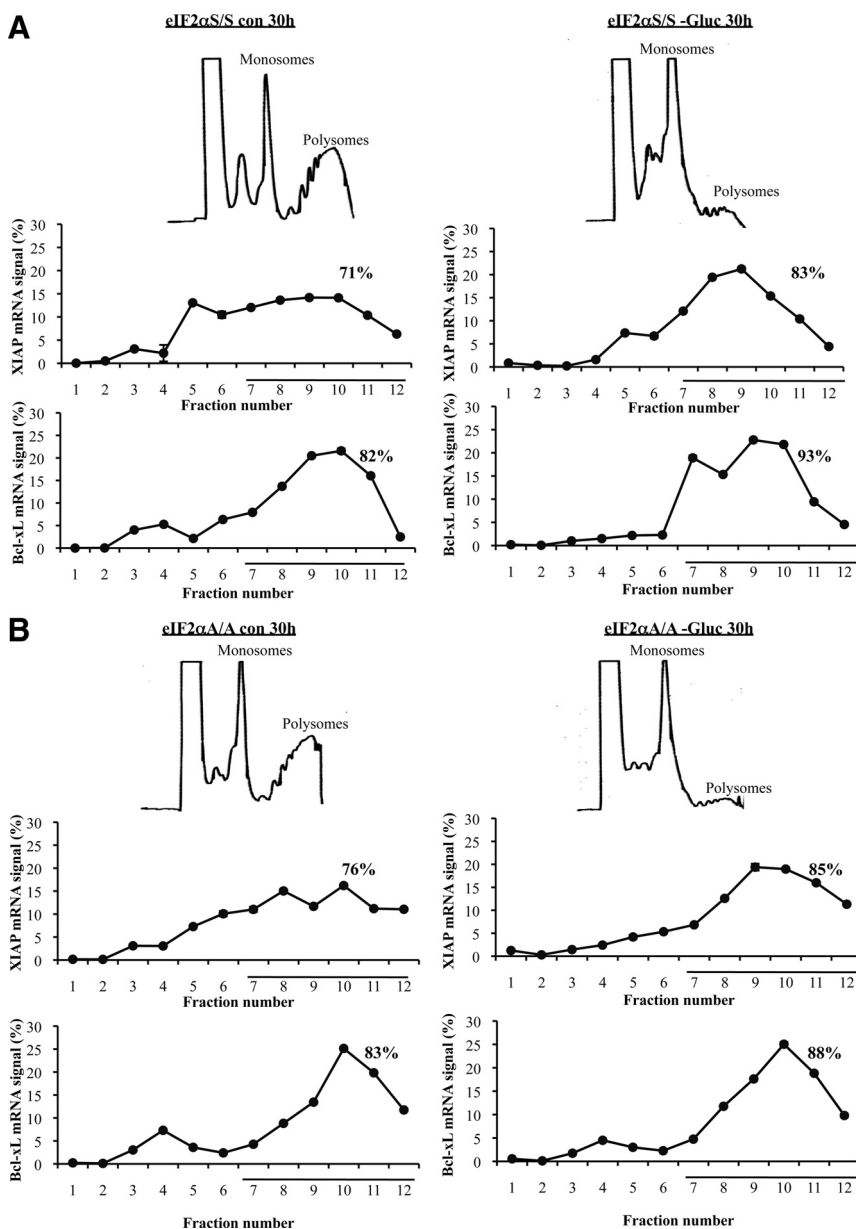 A
eIF2αS/S con 30h
Monosomes
Polysomes
XIAP mRNA signal (%)
30
25
20
15
10
5
0
71%
1 2 3 4 5 6 7 8 9 10 11 12
Fraction number
Bcl-xL mRNA signal (%)
30
25
20
15
10
5
0
82%
1 2 3 4 5 6 7 8 9 10 11 12
Fraction number
eIF2αS/S -Gluc 30h
Monosomes
Polysomes
XIAP mRNA signal (%)
30
25
20
15
10
5
0
83%
1 2 3 4 5 6 7 8 9 10 11 12
Fraction number
Bcl-xL mRNA signal (%)
30
25
20
15
10
5
0
93%
1 2 3 4 5 6 7 8 9 10 11 12
Fraction number
B
eIF2αA/A con 30h
Monosomes
Polysomes
XIAP mRNA signal (%)
30
25
20
15
10
5
0
76%
1 2 3 4 5 6 7 8 9 10 11 12
Fraction number
Bcl-xL mRNA signal (%)
30
25
20
15
10
5
0
83%
1 2 3 4 5 6 7 8 9 10 11 12
Fraction number
eIF2αA/A -Gluc 30h
Monosomes
Polysomes
XIAP mRNA signal (%)
30
25
20
15
10
5
0
85%
1 2 3 4 5 6 7 8 9 10 11 12
Fraction number
Bcl-xL mRNA signal (%)
30
25
20
15
10
5
0
88%
1 2 3 4 5 6 7 8 9 10 11 12
Fraction number